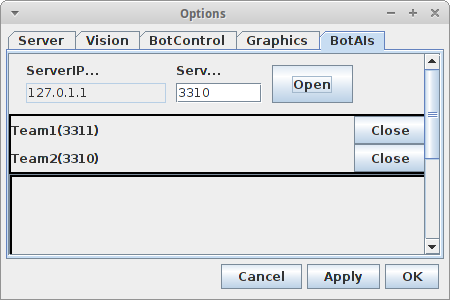 Options
Server Vision BotControl Graphics BotAIs
ServerIP... Serv...
127.0.1.1 3310 Open
Team1(3311) Close
Team2(3310) Close
Cancel Apply OK